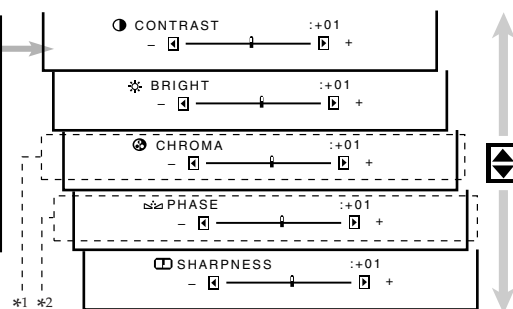 CONTRAST :+01
– +
BRIGHT :+01
– +
CHROMA :+01
– +
PHASE :+01
– +
SHARPNESS :+01
– +
*1 *2